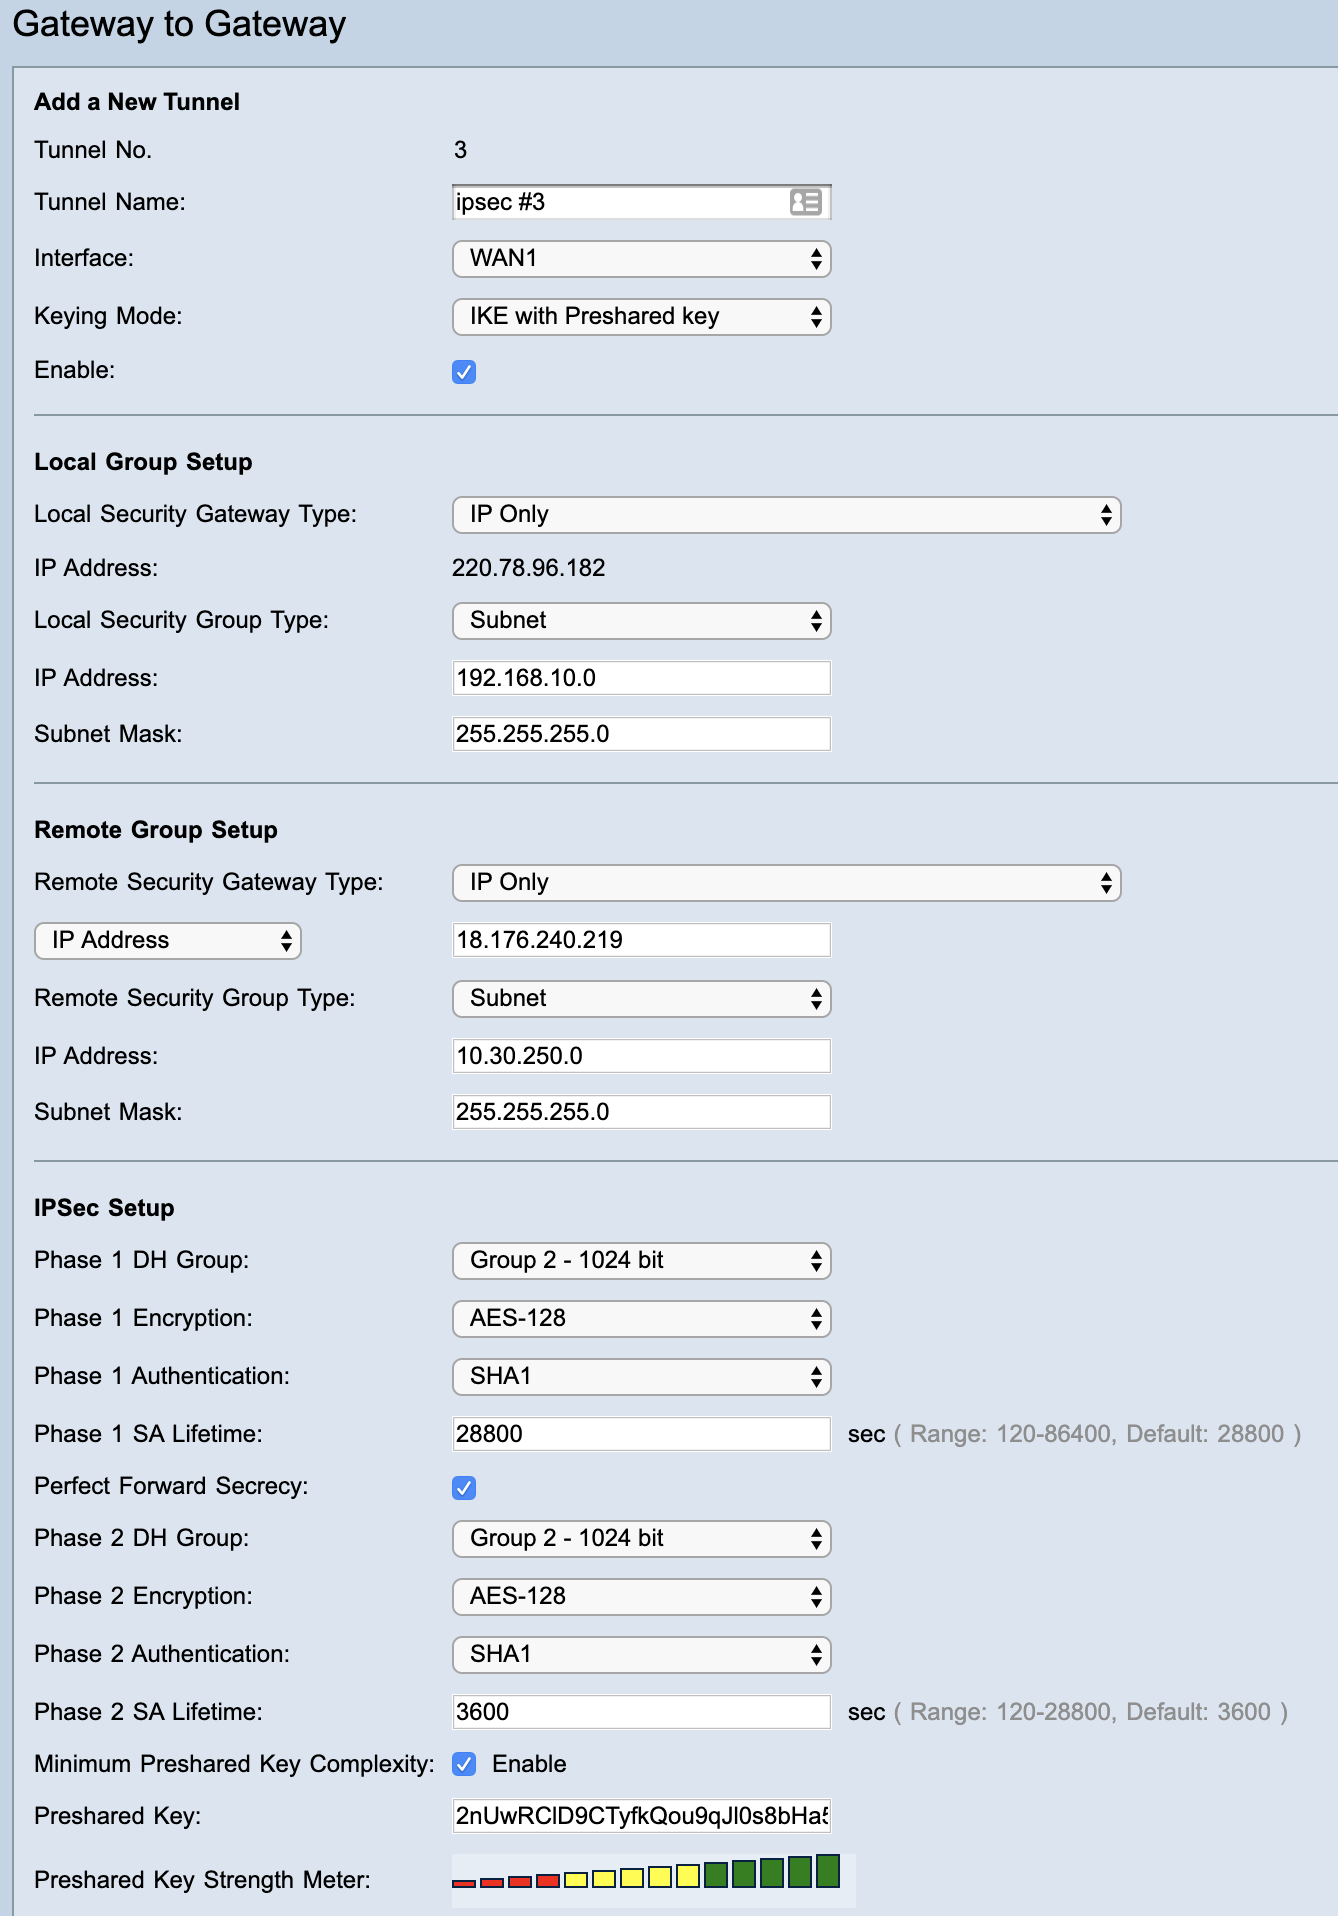 Gateway to Gateway
Add a New Tunnel
Tunnel No. 3
Tunnel Name: ipsec #3
Interface: WAN1
Keying Mode: IKE with Preshared key
Enable:
Local Group Setup
Local Security Gateway Type: IP Only
IP Address: 220.78.96.182
Local Security Group Type: Subnet
IP Address: 192.168.10.0
Subnet Mask: 255.255.255.0
Remote Group Setup
Remote Security Gateway Type: IP Only
IP Address 18.176.240.219
Remote Security Group Type: Subnet
IP Address: 10.30.250.0
Subnet Mask: 255.255.255.0
IPSec Setup
Phase 1 DH Group: Group 2 - 1024 bit
Phase 1 Encryption: AES-128
Phase 1 Authentication: SHA1
Phase 1 SA Lifetime: 28800 sec ( Range: 120-86400, Default: 28800 )
Perfect Forward Secrecy:
Phase 2 DH Group: Group 2 - 1024 bit
Phase 2 Encryption: AES-128
Phase 2 Authentication: SHA1
Phase 2 SA Lifetime: 3600 sec ( Range: 120-28800, Default: 3600 )
Minimum Preshared Key Complexity: Enable
Preshared Key:
Preshared Key Strength Meter: